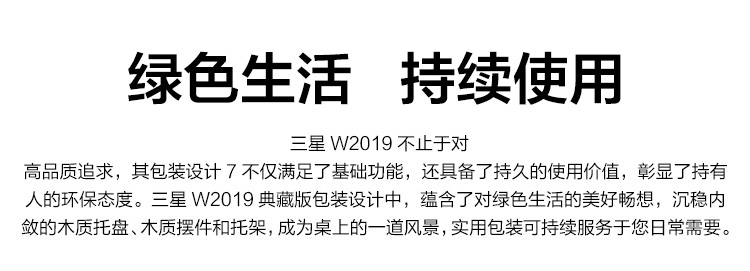 绿色生活 持续使用
三星 W2019 不止于对
高品质追求，其包装设计 7 不仅满足了基础功能，还具备了持久的使用价值，彰显了持有
人的环保态度。三星 W2019 典藏版包装设计中，蕴含了对绿色生活的美好畅想，沉稳内
敛的木质托盘、木质摆件和托架，成为桌上的一道风景，实用包装可持续服务于您日常需要。